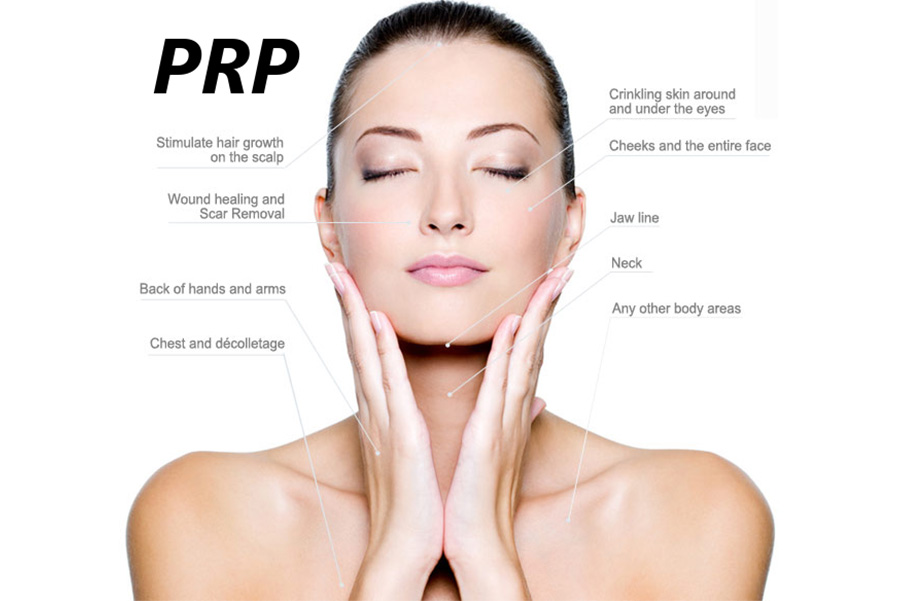 PRP
Stimulate hair growth
on the scalp
Wound healing and
Scar Removal
Back of hands and arms
Chest and décolletage
Crinkling skin around
and under the eyes
Cheeks and the entire face
Jaw line
Neck
Any other body areas